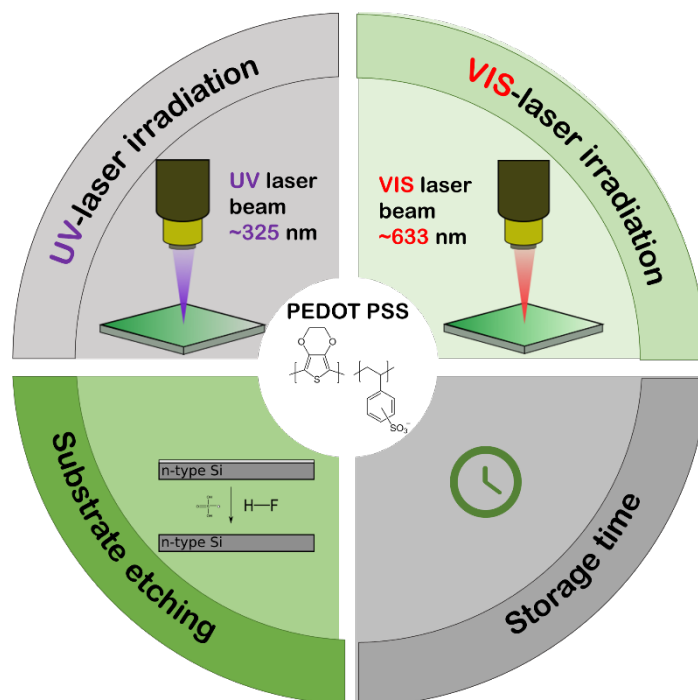 UV-laser irradiation
VIS-laser irradiation
UV laser
beam
~325 nm
VIS laser
beam
~633 nm
PEDOT PSS
O
O
S
SO₃⁻
Substrate etching
n-type Si
H—F
n-type Si
Storage time